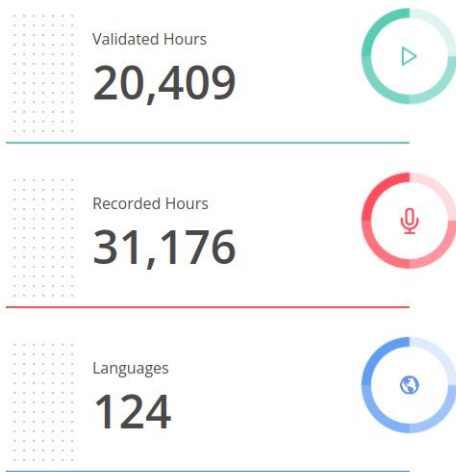 Validated Hours
20,409
Recorded Hours
31,176
Languages
124